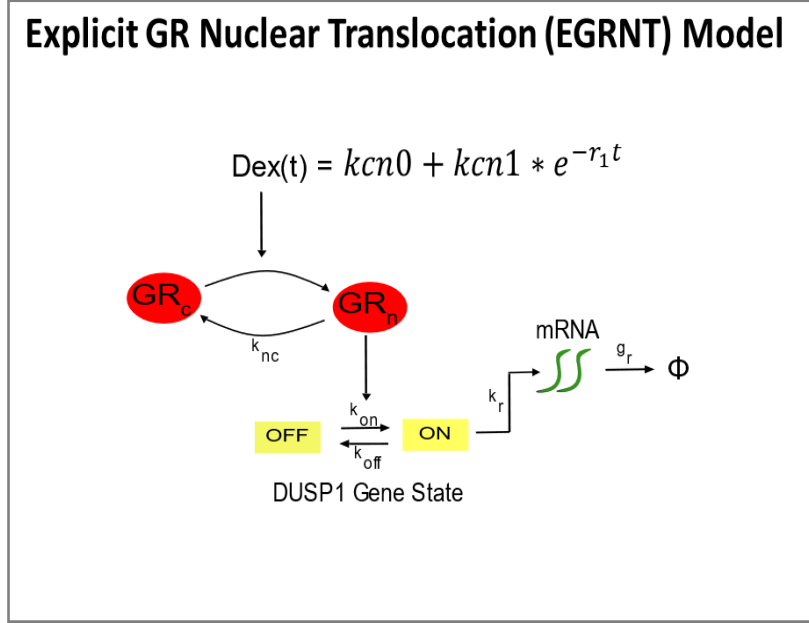 Explicit GR Nuclear Translocation (EGRNT) Model
Dex(t) = kcn0 + kcn1 * e^{-r_1 t}
GR_c
GR_n
k_nc
mRNA
g_r
Φ
k_r
k_on
OFF
ON
k_off
DUSP1 Gene State